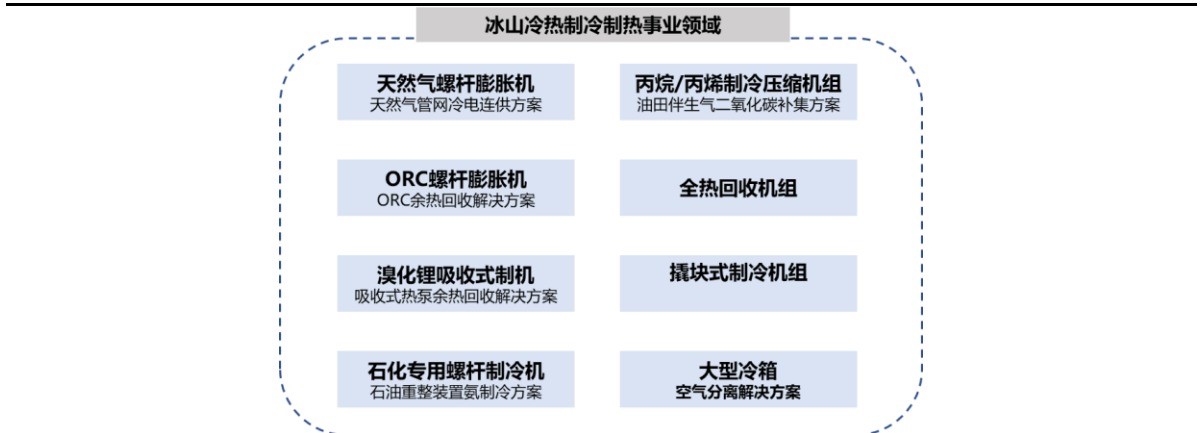 冰山冷热制冷制热事业领域
天然气螺杆膨胀机
天然气管网冷电连供方案
丙烷/丙烯制冷压缩机组
油田伴生气二氧化碳补集方案
ORC螺杆膨胀机
ORC余热回收解决方案
全热回收机组
溴化锂吸收式制机
吸收式热泵余热回收解决方案
撬块式制冷机组
石化专用螺杆制冷机
石油重整装置氨制冷方案
大型冷箱
空气分离解决方案